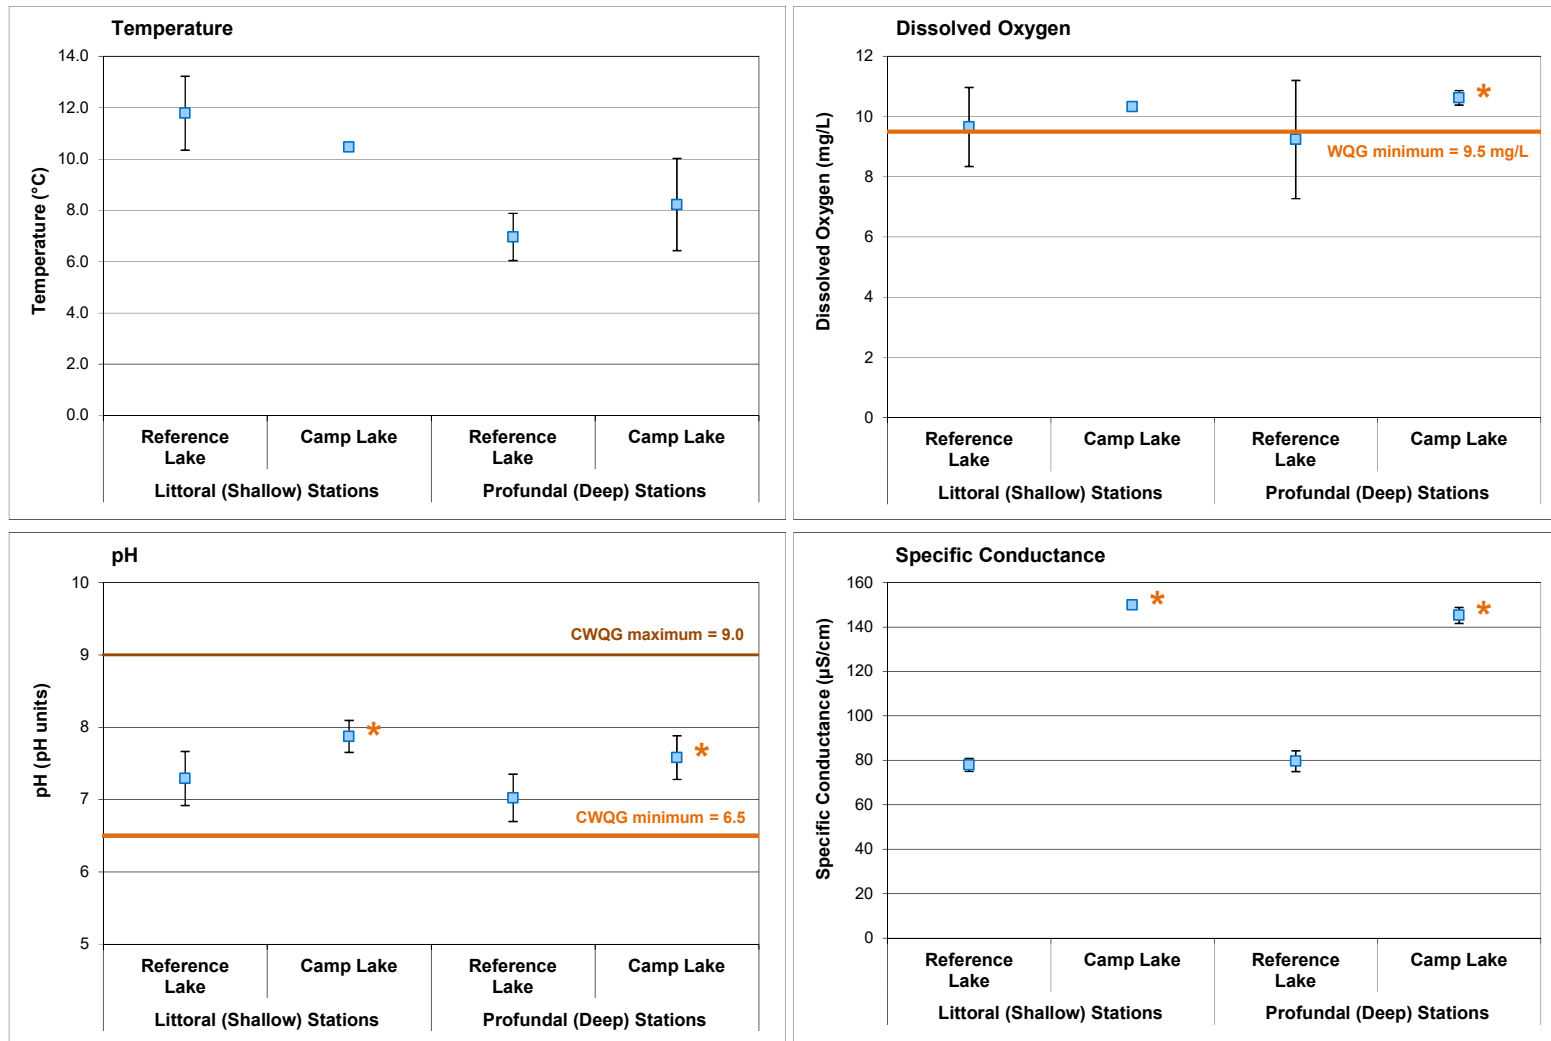 Temperature
14.0
12.0
10.0
8.0
6.0
4.0
2.0
0.0
Temperature (°C)
Reference Lake
Camp Lake
Reference Lake
Camp Lake
Littoral (Shallow) Stations
Profundal (Deep) Stations
Dissolved Oxygen
12
10
8
6
4
2
0
Dissolved Oxygen (mg/L)
WQG minimum = 9.5 mg/L
*
Reference Lake
Camp Lake
Reference Lake
Camp Lake
Littoral (Shallow) Stations
Profundal (Deep) Stations
pH
10
9
8
7
6
5
pH (pH units)
CWQG maximum = 9.0
*
*
CWQG minimum = 6.5
Reference Lake
Camp Lake
Reference Lake
Camp Lake
Littoral (Shallow) Stations
Profundal (Deep) Stations
Specific Conductance
160
140
120
100
80
60
40
20
0
Specific Conductance (µS/cm)
*
*
Reference Lake
Camp Lake
Reference Lake
Camp Lake
Littoral (Shallow) Stations
Profundal (Deep) Stations